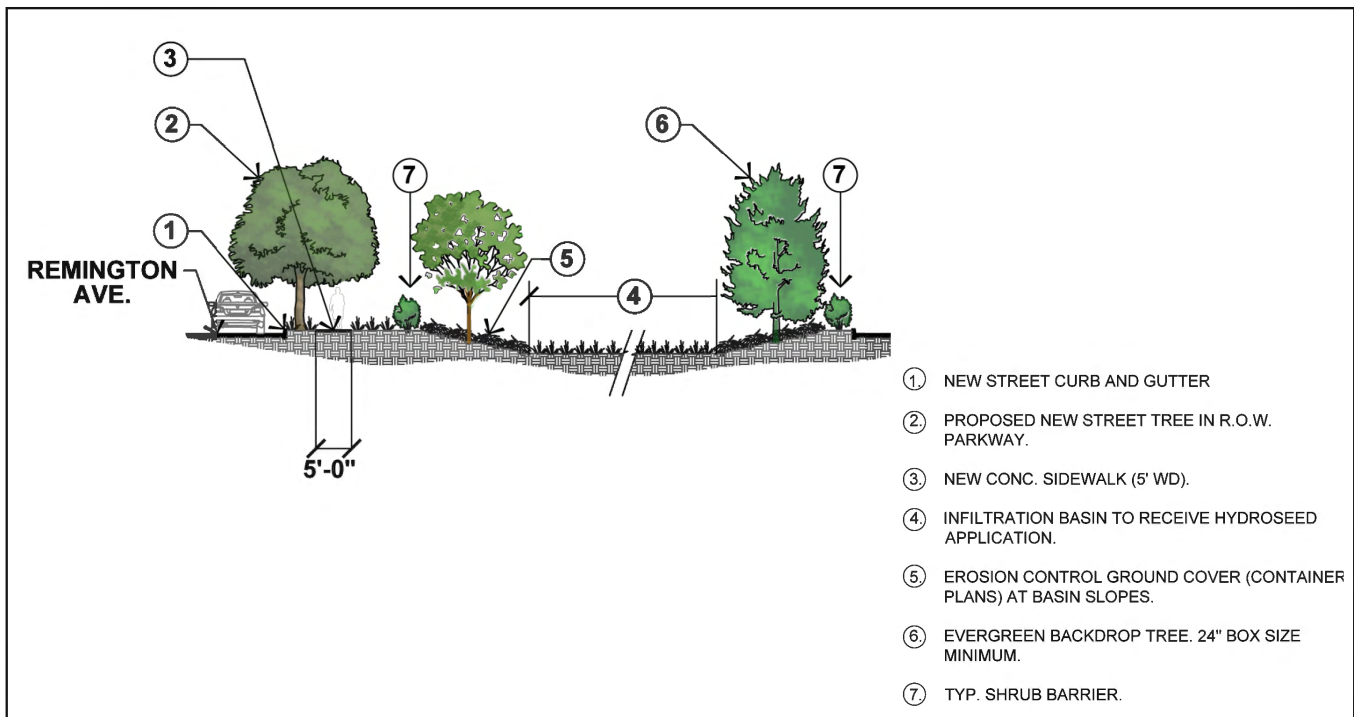 3
2
6
7
7
1
5
REMINGTON
AVE.
4
5'-0"
1. NEW STREET CURB AND GUTTER
2. PROPOSED NEW STREET TREE IN R.O.W.
PARKWAY.
3. NEW CONC. SIDEWALK (5' WD).
4. INFILTRATION BASIN TO RECEIVE HYDROSEED
APPLICATION.
5. EROSION CONTROL GROUND COVER (CONTAINER
PLANS) AT BASIN SLOPES.
6. EVERGREEN BACKDROP TREE. 24" BOX SIZE
MINIMUM.
7. TYP. SHRUB BARRIER.